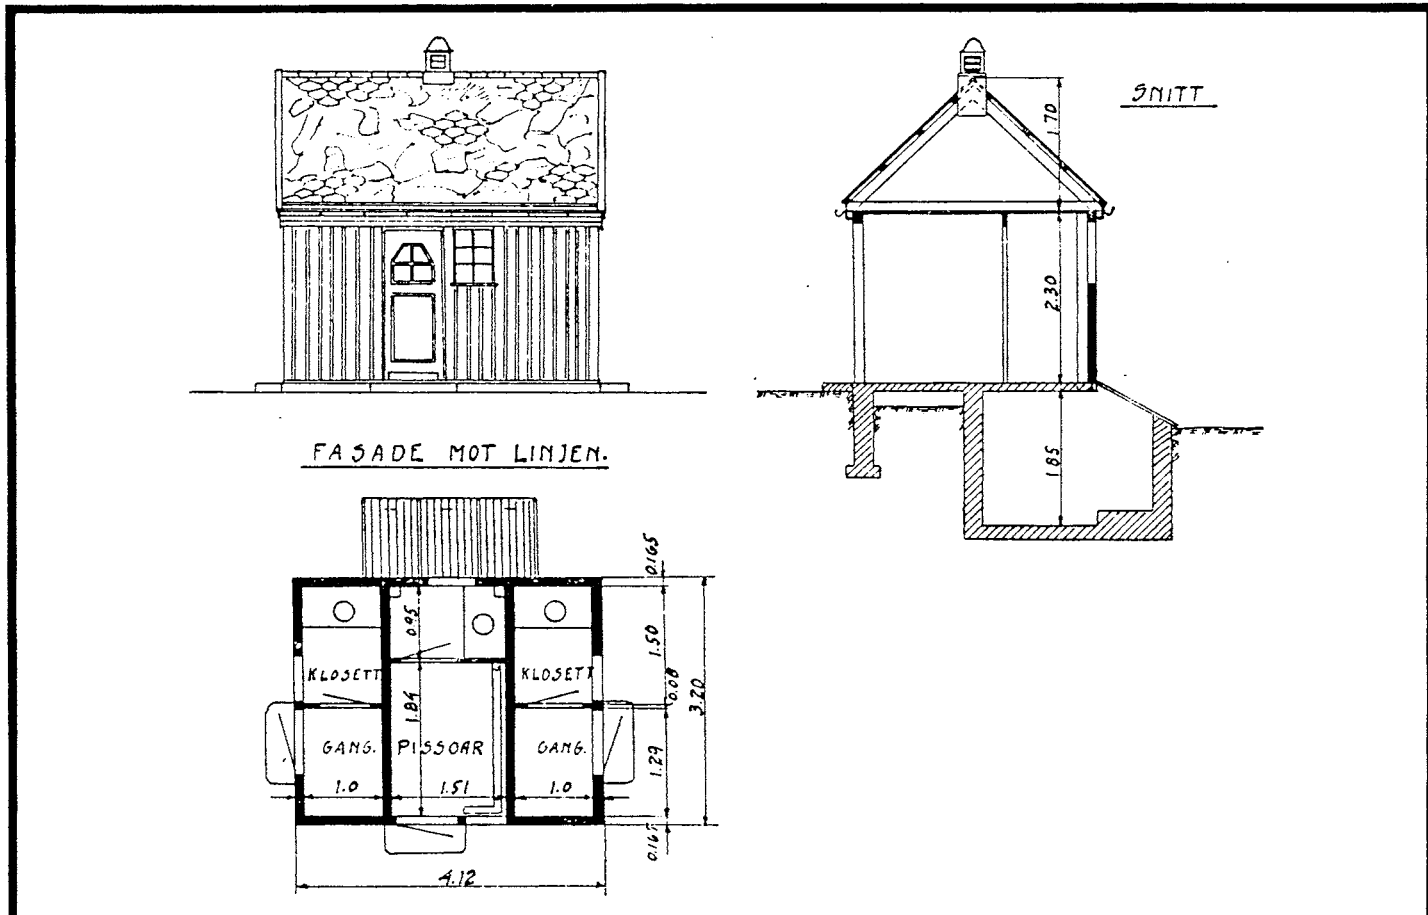 SNITT
1.70
2.30
1.85
FASADE MOT LINJEN.
0.165
0.95
1.50
KLOSETT
KLOSETT
0.08
3.20
1.84
GANG.
PISSOAR
GANG.
1.29
1.0
1.51
1.0
0.165
4.12